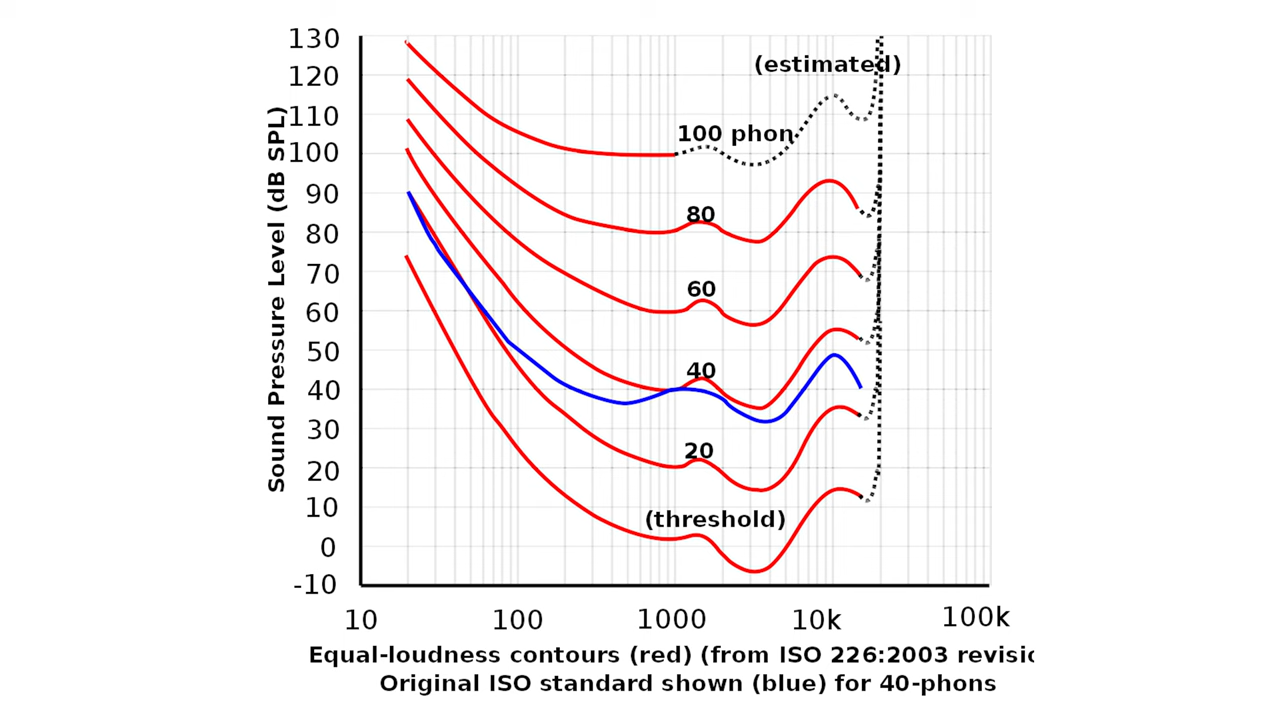 130
120
110
100
90
80
70
60
50
40
30
20
10
0
-10
Sound Pressure Level (dB SPL)
(estimated)
100 phon
80
60
40
20
(threshold)
10
100
1000
10k
100k
Equal-loudness contours (red) (from ISO 226:2003 revisic
Original ISO standard shown (blue) for 40-phons